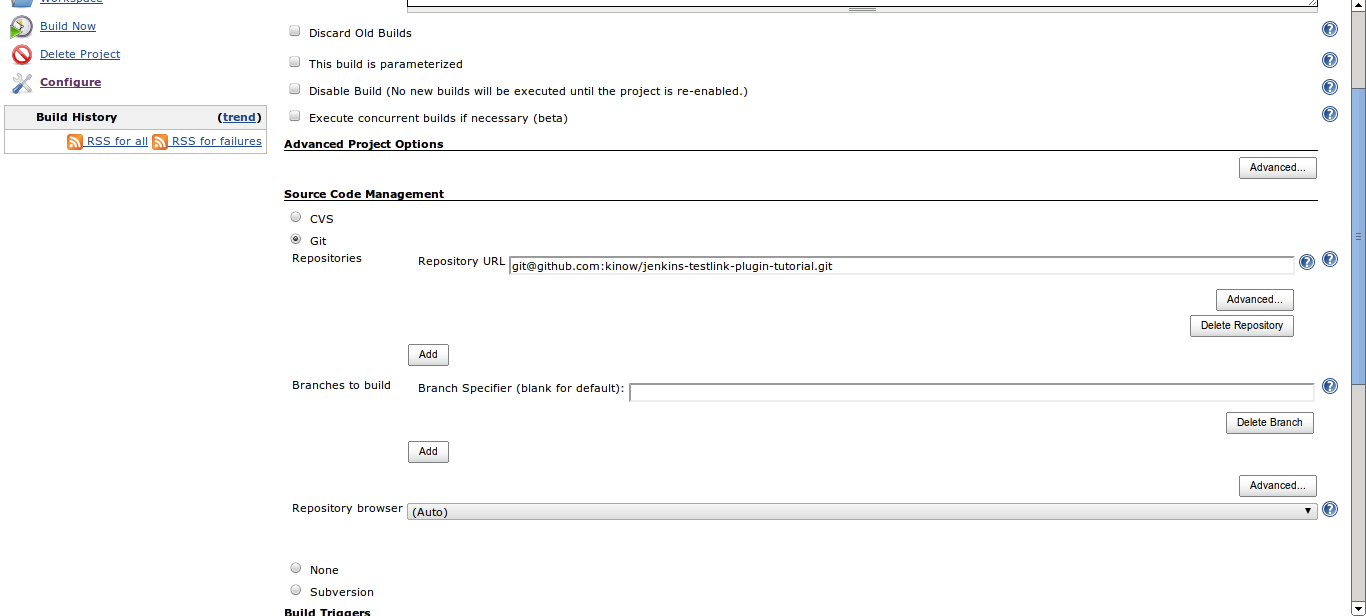 Workspace
Build Now
Delete Project
Configure
Build History (trend)
RSS for all RSS for failures
Discard Old Builds
This build is parameterized
Disable Build (No new builds will be executed until the project is re-enabled.)
Execute concurrent builds if necessary (beta)
Advanced Project Options
Advanced...
Source Code Management
CVS
Git
Repositories
Repository URL git@github.com:kinow/jenkins-testlink-plugin-tutorial.git
Advanced...
Delete Repository
Add
Branches to build
Branch Specifier (blank for default):
Delete Branch
Add
Advanced...
Repository browser (Auto)
None
Subversion
Build Triggers